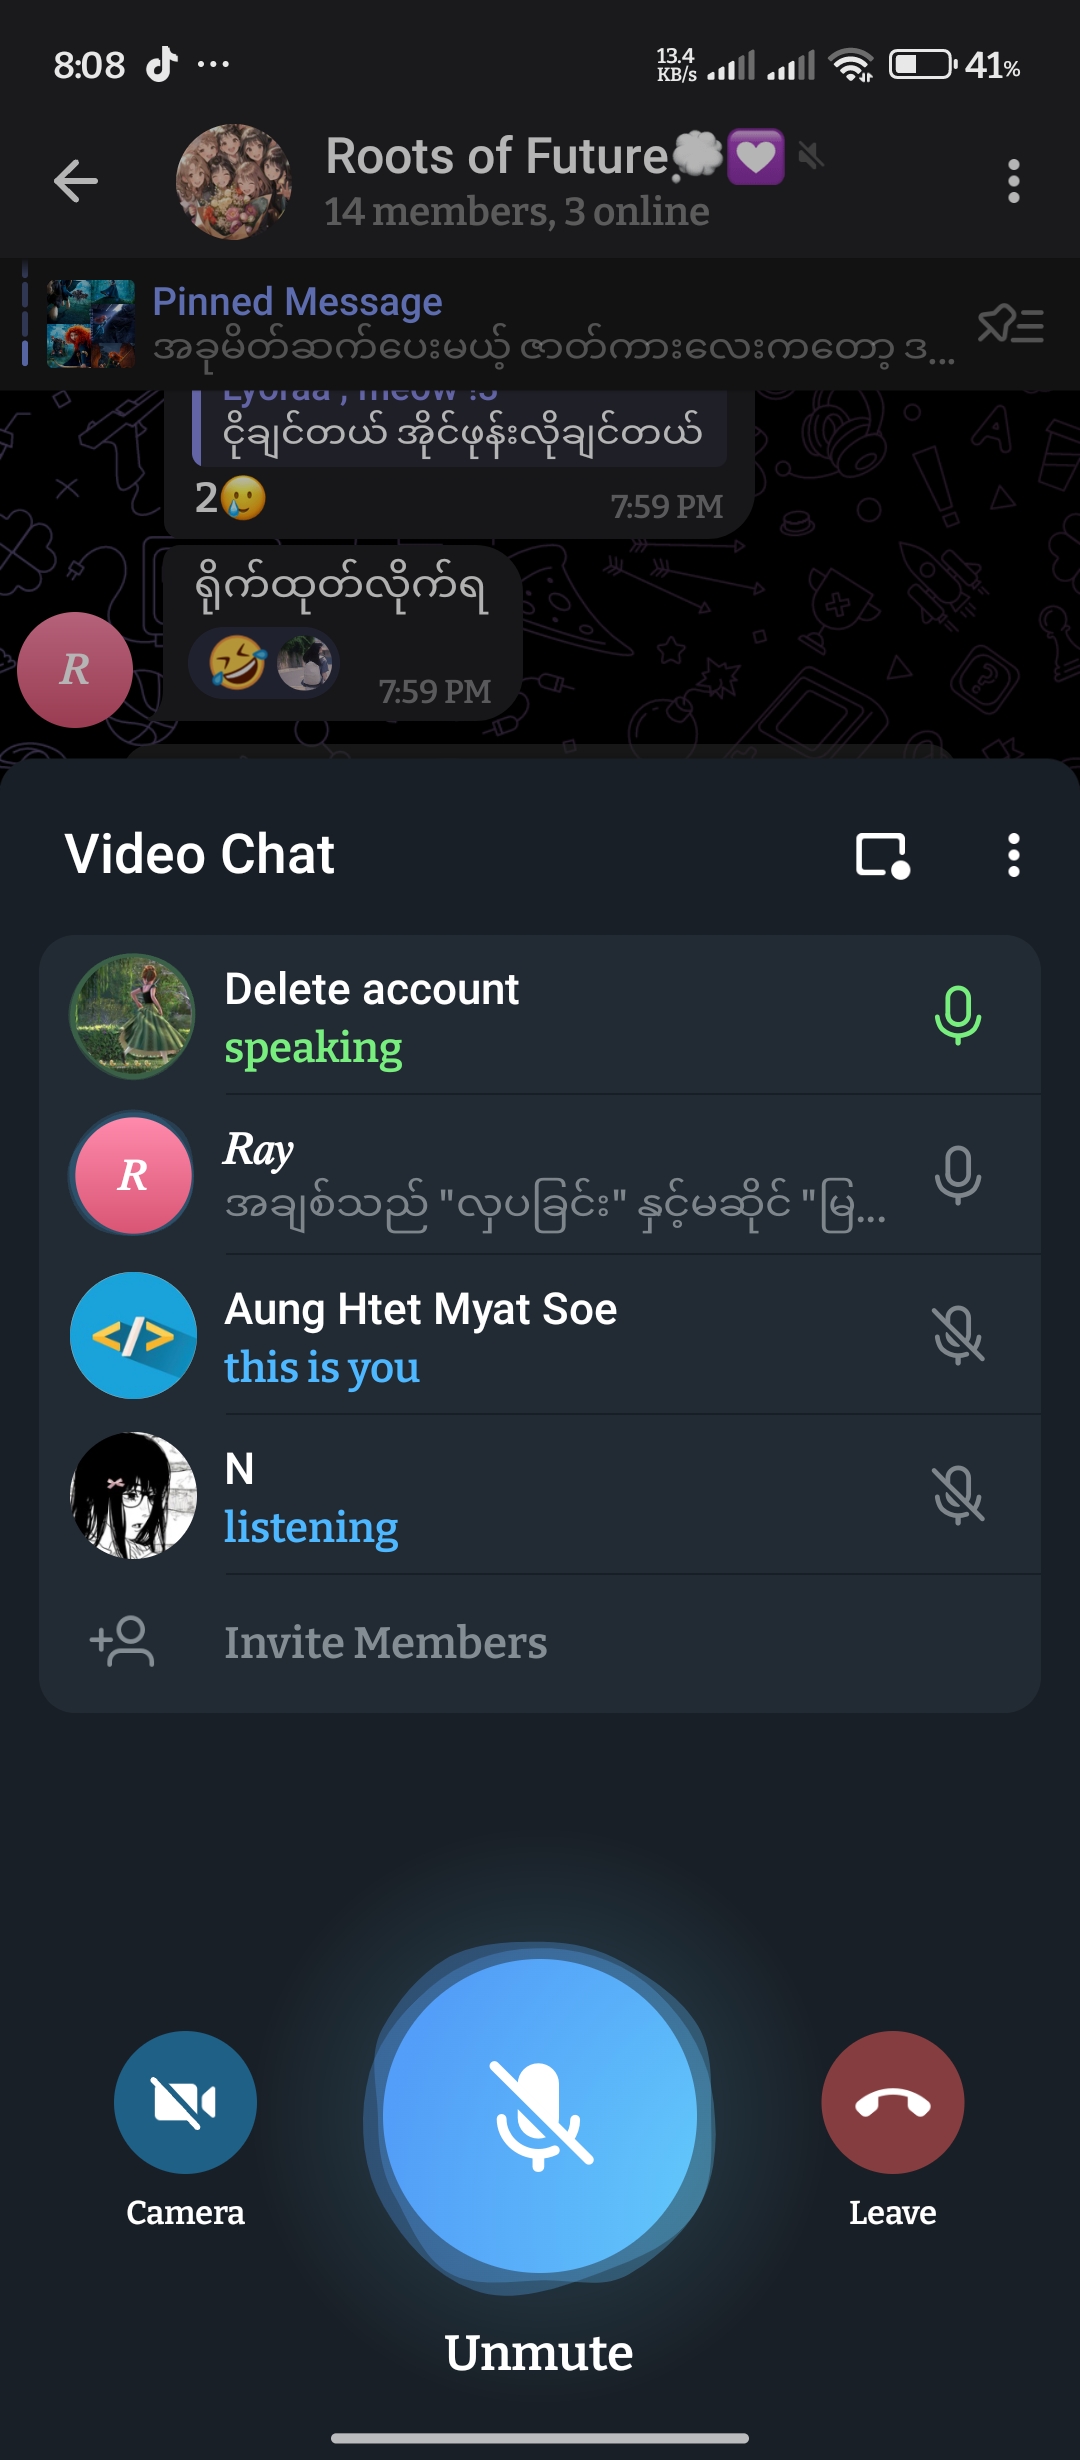 8:08
13.4
KB/s
41%
Roots of Future💭💟
14 members, 3 online
Pinned Message
အခုမိတ်ဆက်ပေးမယ့် ဇာတ်ကားလေးကတော့ ဒ...
Lyoraa , meow :3
ငိုချင်တယ် အိုင်ဖုန်းလိုချင်တယ်
2🥲
7:59 PM
ရိုက်ထုတ်လိုက်ရ
R
🤣
7:59 PM
Video Chat
Delete account
speaking
R
Ray
အချစ်သည် "လှပခြင်း" နှင့်မဆိုင် "မြ...
</>
Aung Htet Myat Soe
this is you
N
listening
Invite Members
Camera
Leave
Unmute